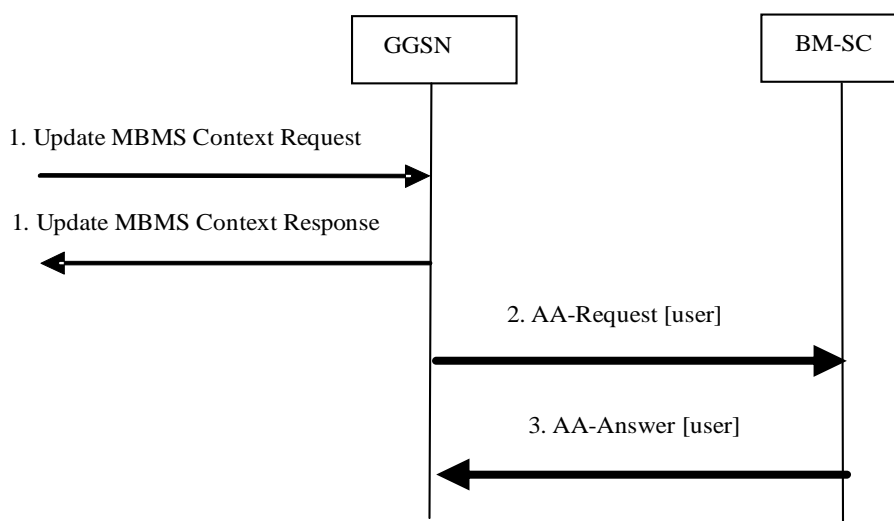 GGSN
BM-SC
1. Update MBMS Context Request
1. Update MBMS Context Response
2. AA-Request [user]
3. AA-Answer [user]